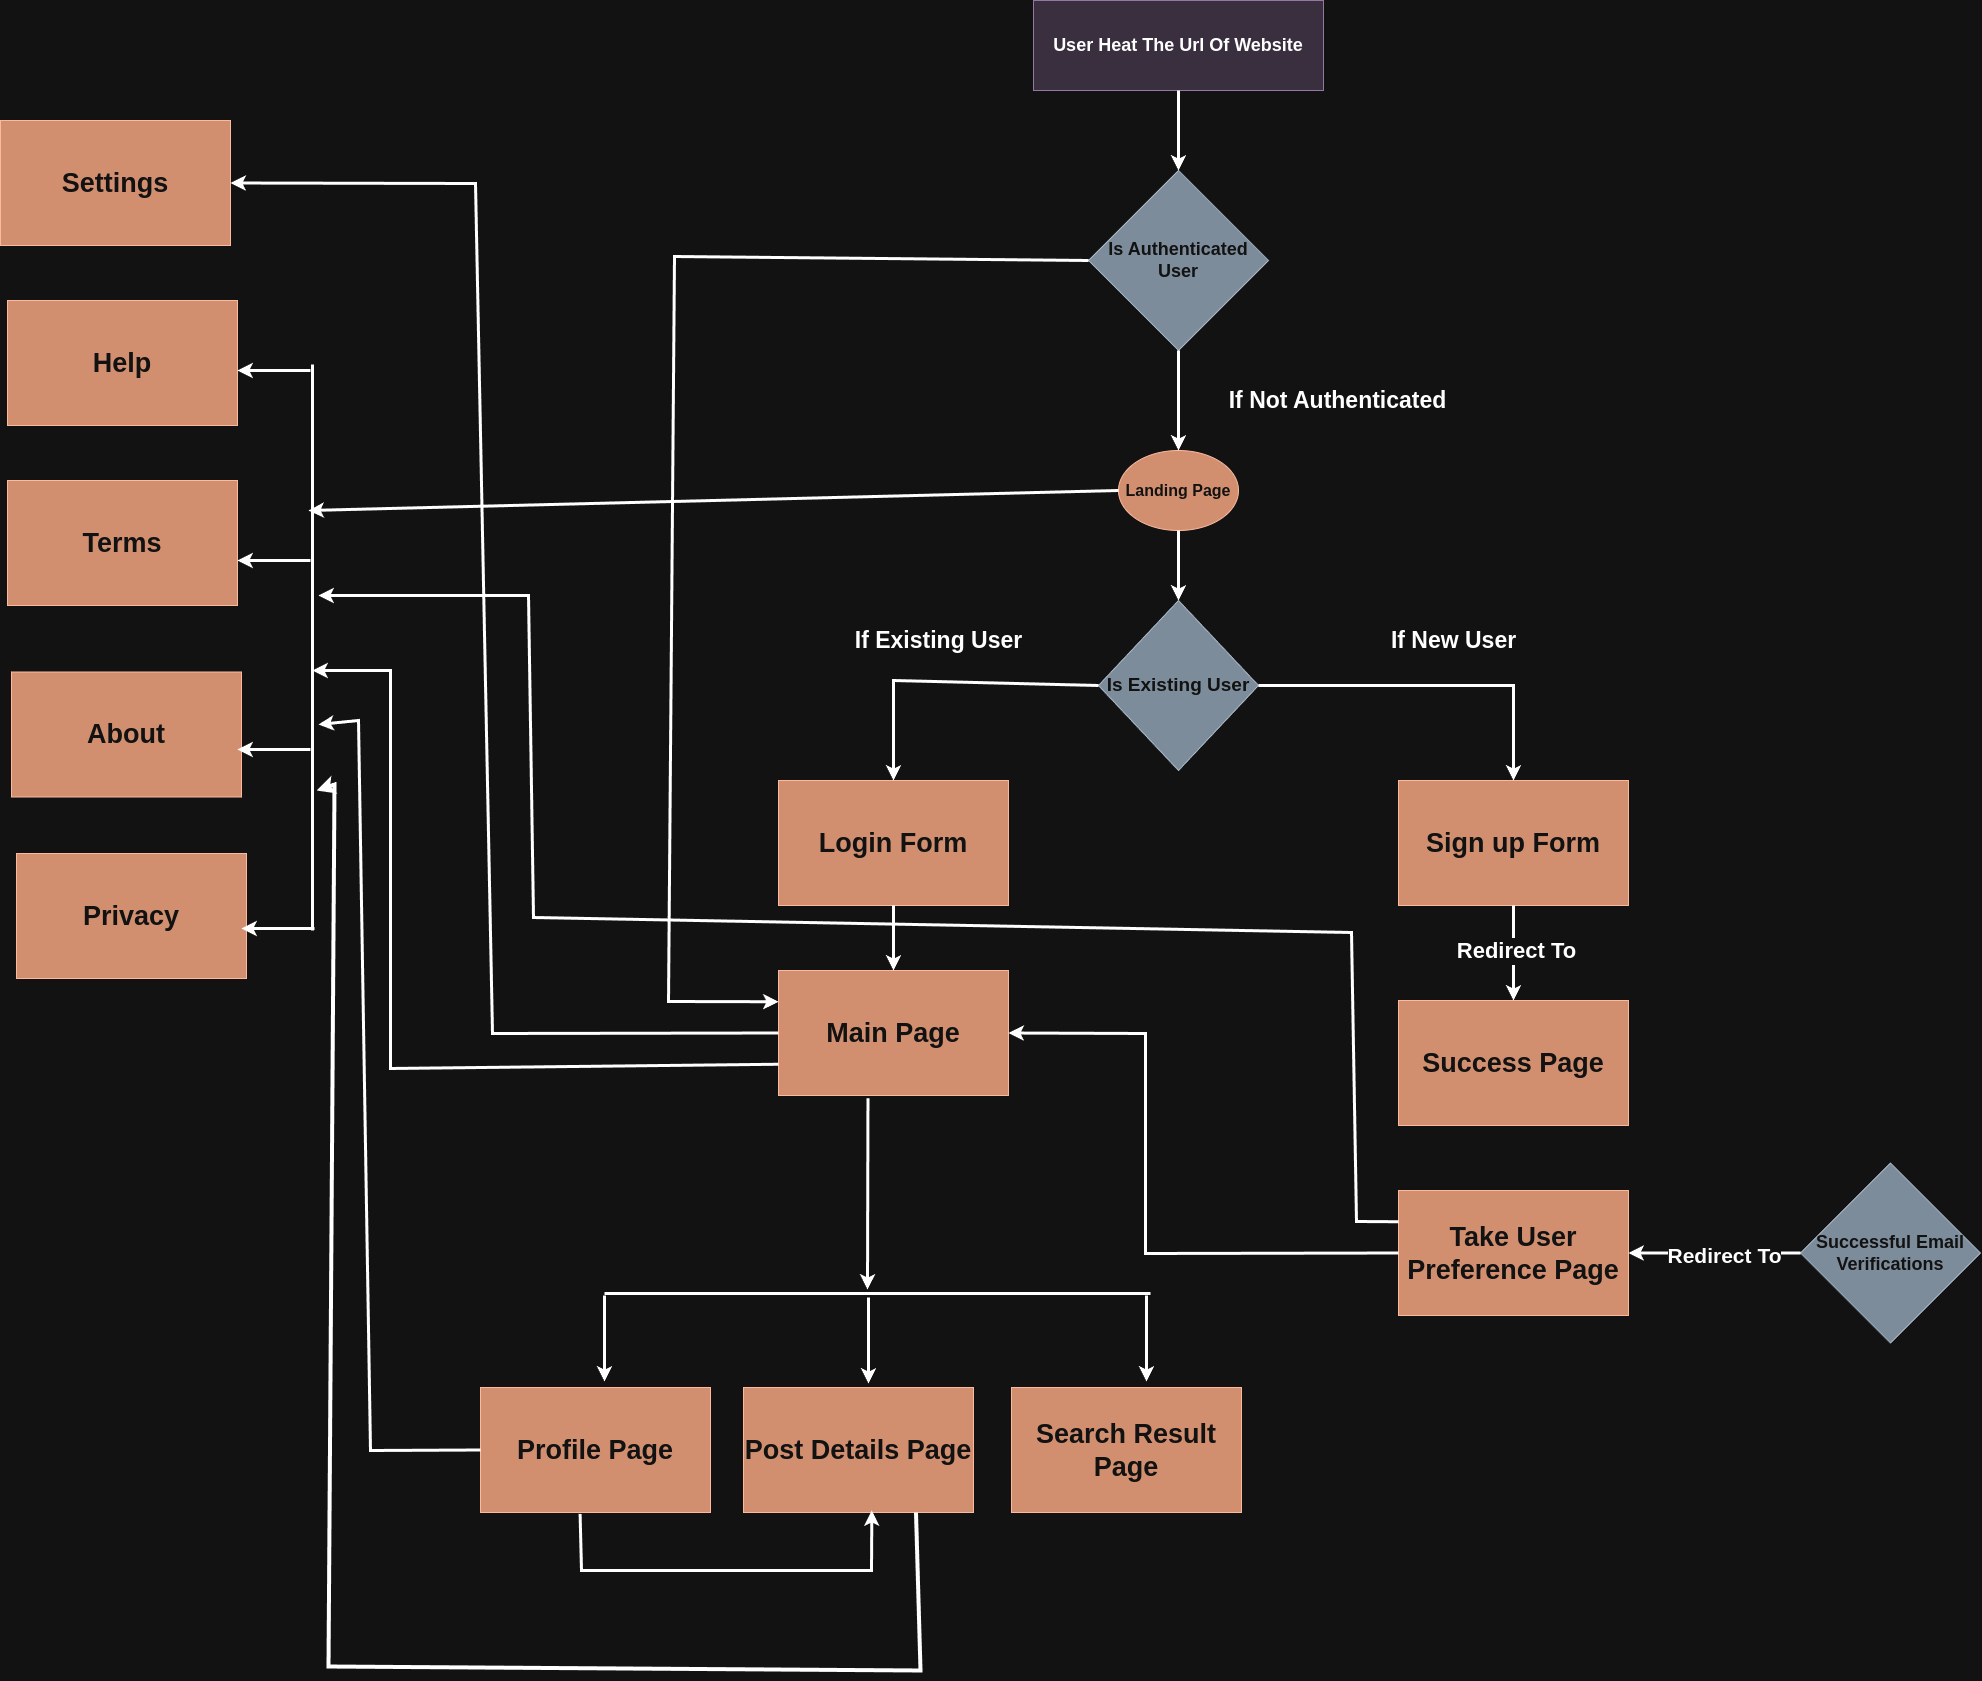 User Heat The Url Of Website
Settings
Is Authenticated
User
Help
If Not Authenticated
Landing Page
Terms
If Existing User
If New User
Is Existing User
About
Login Form
Sign up Form
Privacy
Redirect To
Main Page
Success Page
Take User
Preference Page
Redirect To
Successful Email
Verifications
Profile Page
Post Details Page
Search Result
Page